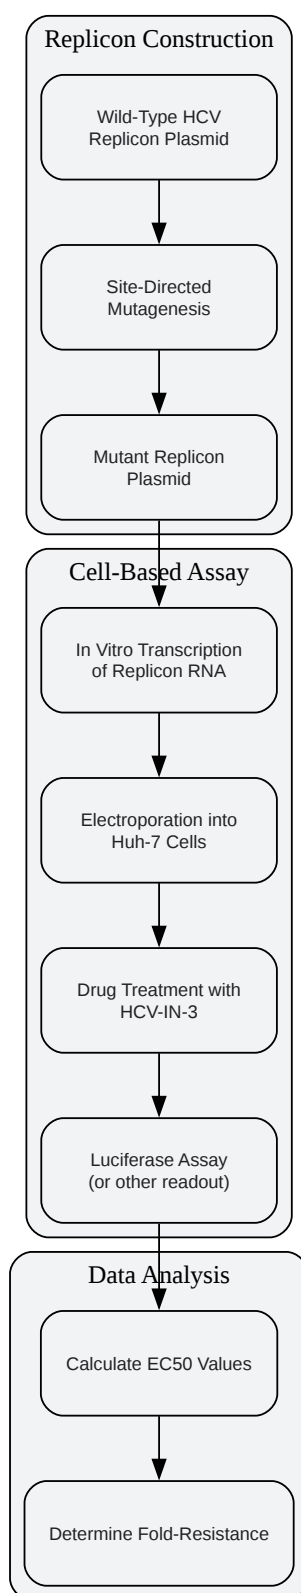 Replicon Construction
Wild-Type HCV
Replicon Plasmid
Site-Directed
Mutagenesis
Mutant Replicon
Plasmid
Cell-Based Assay
In Vitro Transcription
of Replicon RNA
Electroporation into
Huh-7 Cells
Drug Treatment with
HCV-IN-3
Luciferase Assay
(or other readout)
Data Analysis
Calculate EC50 Values
Determine Fold-Resistance